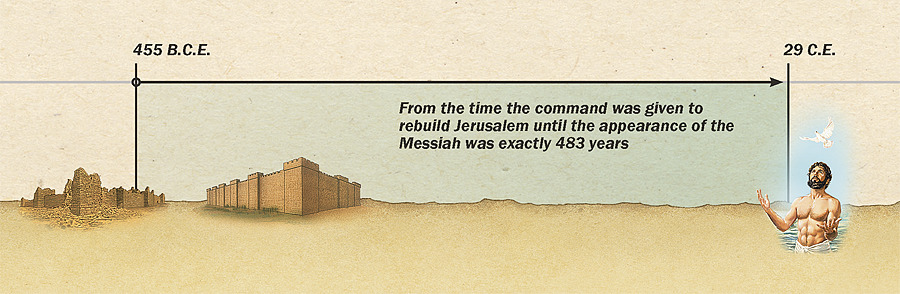 455 B.C.E.
29 C.E.
From the time the command was given to
rebuild Jerusalem until the appearance of the
Messiah was exactly 483 years